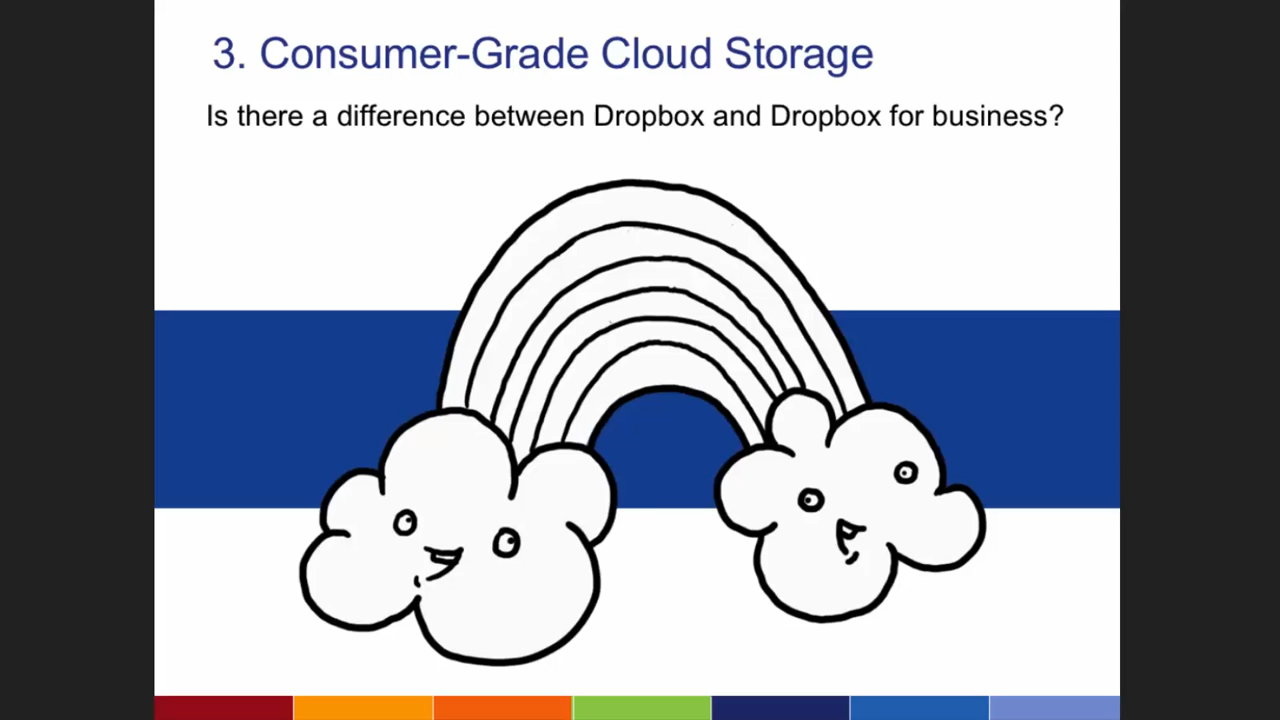 3. Consumer-Grade Cloud Storage
Is there a difference between Dropbox and Dropbox for business?